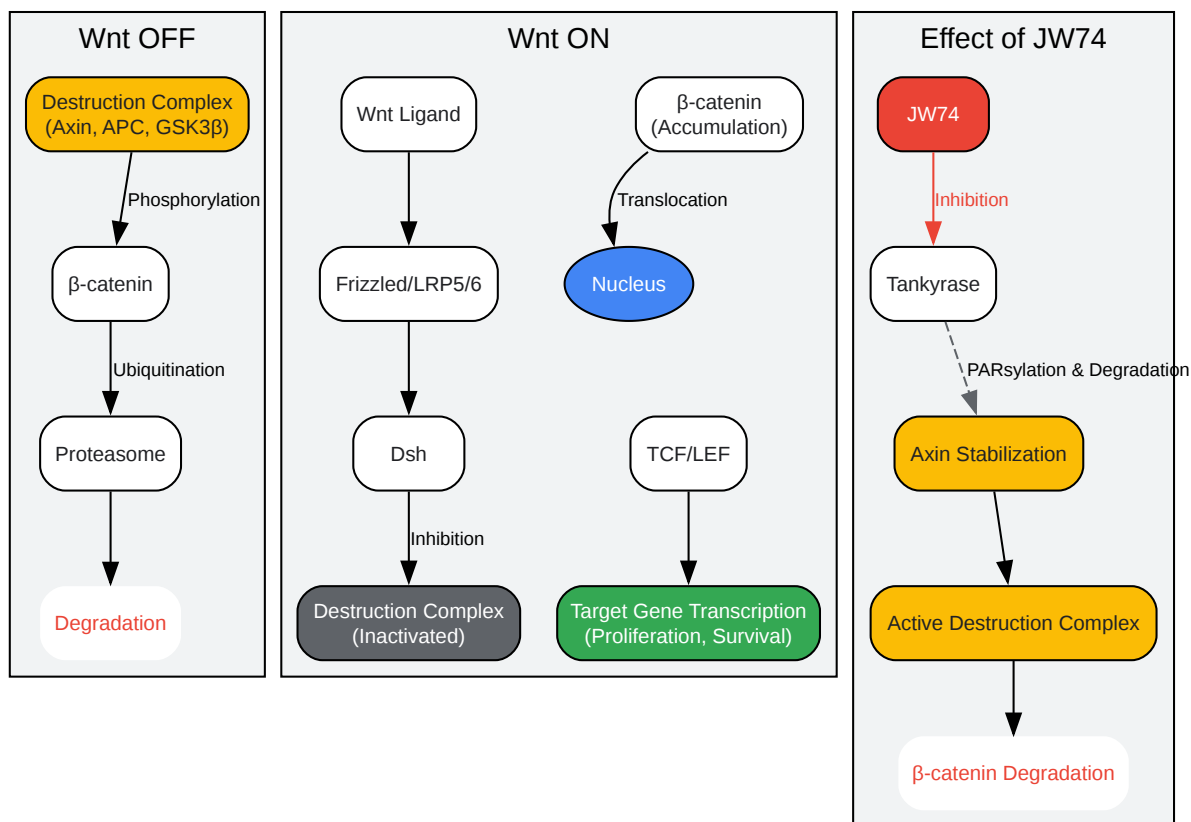 Wnt OFF
Destruction Complex
(Axin, APC, GSK3β)
Phosphorylation
β-catenin
Ubiquitination
Proteasome
Degradation
Wnt ON
Wnt Ligand
Frizzled/LRP5/6
Dsh
Inhibition
Destruction Complex
(Inactivated)
β-catenin
(Accumulation)
Translocation
Nucleus
TCF/LEF
Target Gene Transcription
(Proliferation, Survival)
Effect of JW74
JW74
Inhibition
Tankyrase
PARsylation & Degradation
Axin Stabilization
Active Destruction Complex
β-catenin Degradation